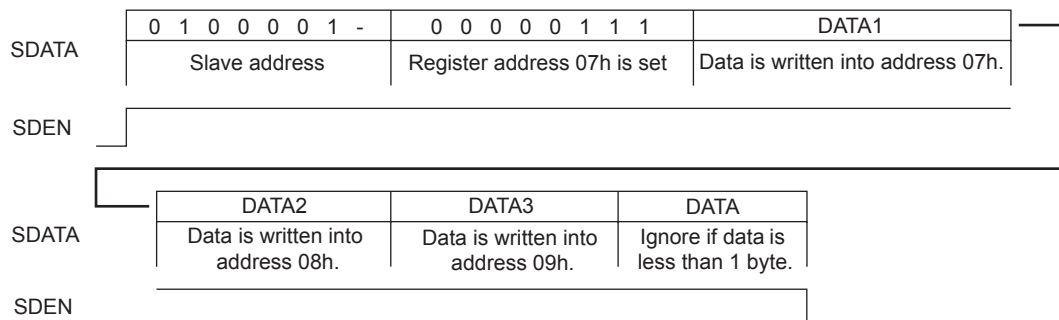 0 1 0 0 0 0 1 - 0 0 0 0 0 1 1 1 DATA1
SDATA
Slave address Register address 07h is set Data is written into address 07h.
SDEN
DATA2 DATA3 DATA
SDATA
Data is written into Data is written into Ignore if data is
address 08h. address 09h. less than 1 byte.
SDEN